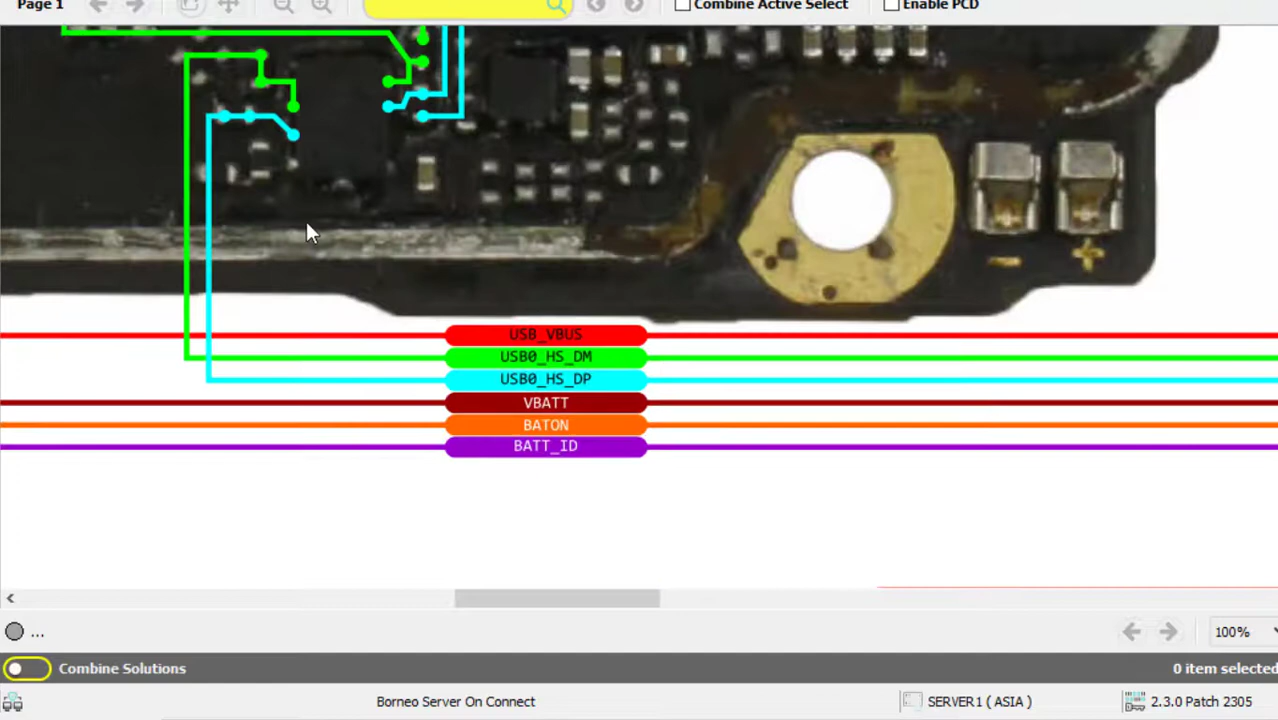 Page 1
Combine Active Select
Enable PCD
- +
USB_VBUS
USB0_HS_DM
USB0_HS_DP
VBATT
BATON
BATT_ID
...
100%
Combine Solutions
0 item selected
Borneo Server On Connect
SERVER1 ( ASIA )
2.3.0 Patch 2305